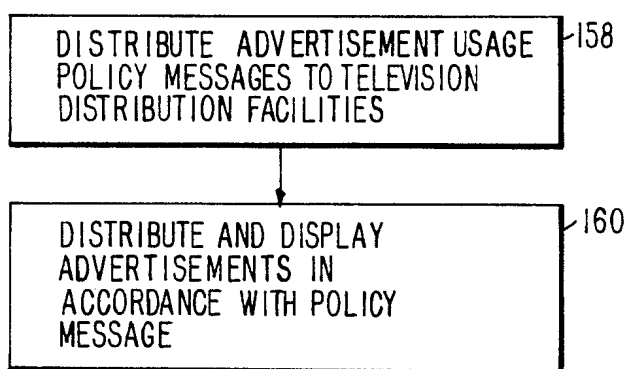 DISTRIBUTE ADVERTISEMENT USAGE
POLICY MESSAGES TO TELEVISION
DISTRIBUTION FACILITIES
158
DISTRIBUTE AND DISPLAY
ADVERTISEMENTS IN
ACCORDANCE WITH POLICY
MESSAGE
160